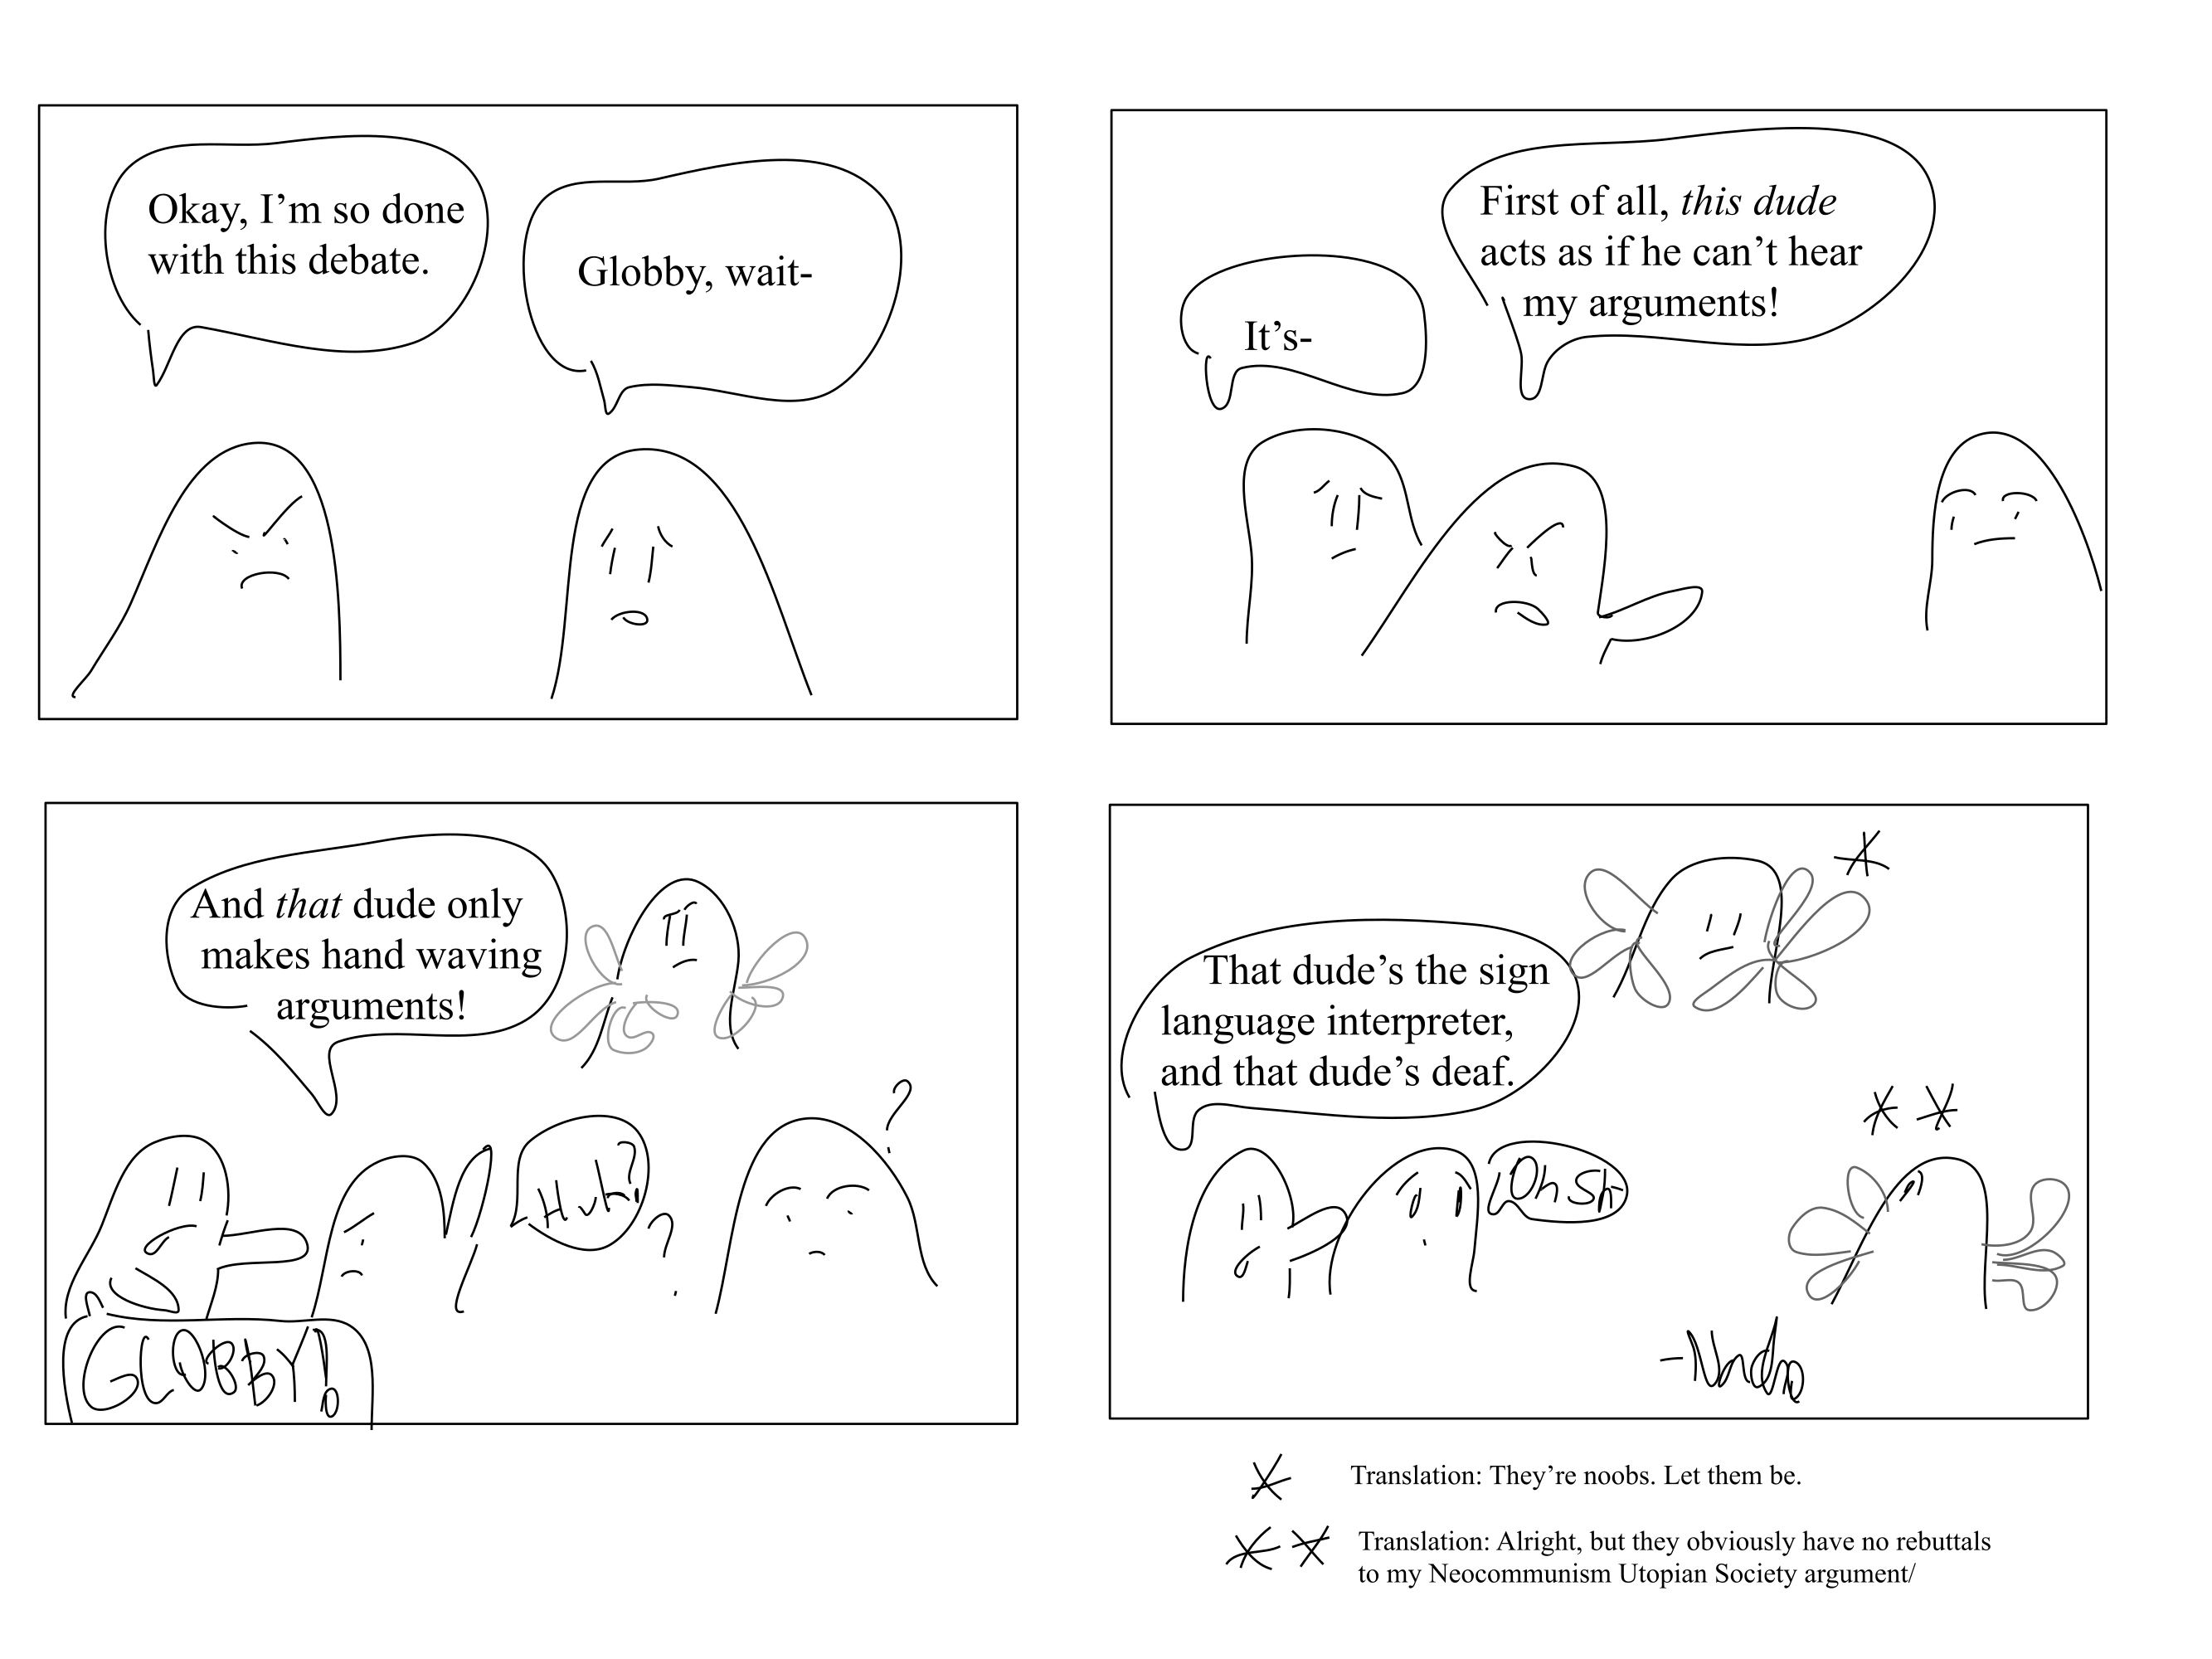 Okay, I'm so done
with this debate.
Globby, wait-
It's-
First of all, this dude
acts as if he can't hear
my arguments!
And that dude only
makes hand waving
arguments!
Huh?
?
?
GLOBBY!
That dude's the sign
language interpreter,
and that dude's deaf.
*
Oh sh
* *
* Translation: They're noobs. Let them be.
* * Translation: Alright, but they obviously have no rebuttals
to my Neocommunism Utopian Society argument/